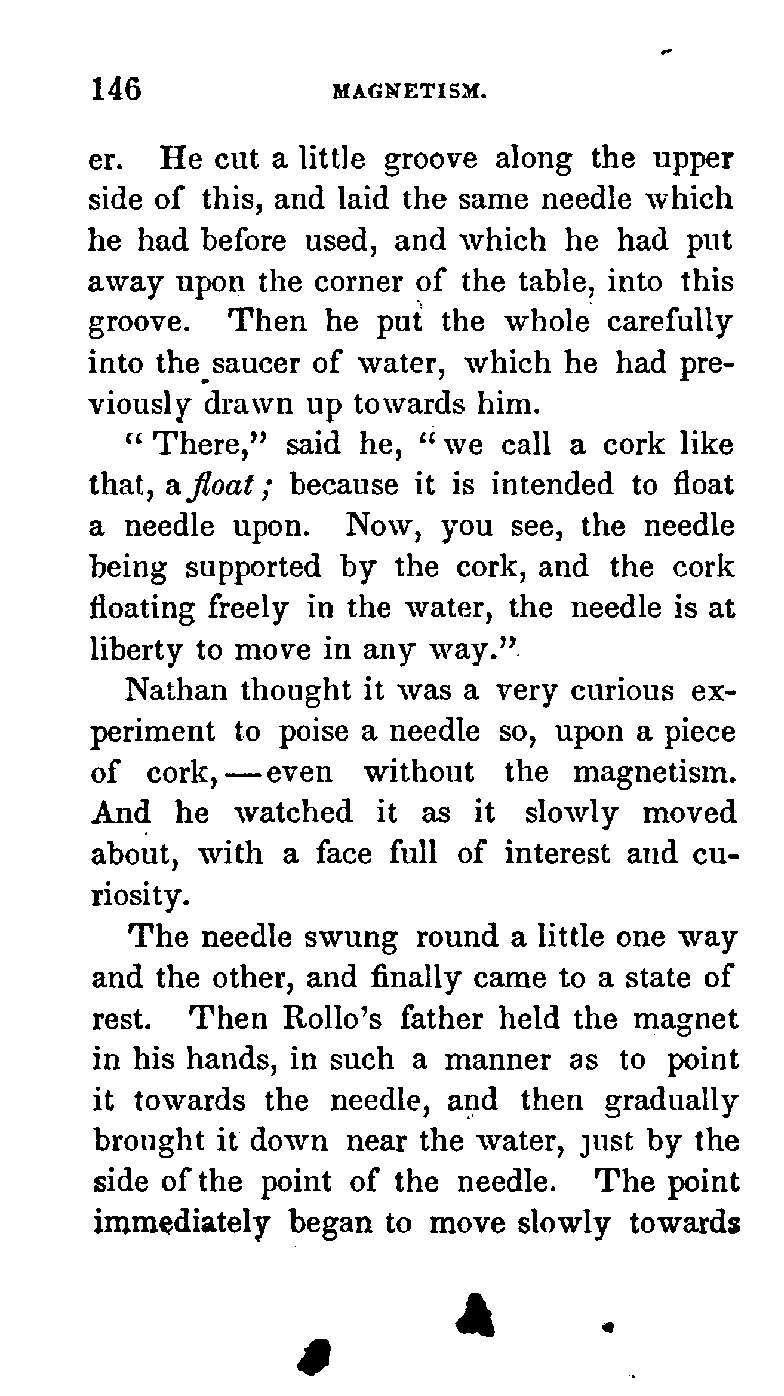 146 MAGNETISM.
er. He cut a little groove along the upper
side of this, and laid the same needle which
he had before used, and which he had put
away upon the corner of the table, into this
groove. Then he put the whole carefully
into the saucer of water, which he had pre-
viously drawn up towards him.
“ There,” said he, “ we call a cork like
that, a float ; because it is intended to float
a needle upon. Now, you see, the needle
being supported by the cork, and the cork
floating freely in the water, the needle is at
liberty to move in any way.”
Nathan thought it was a very curious ex-
periment to poise a needle so, upon a piece
of cork, — even without the magnetism.
And he watched it as it slowly moved
about, with a face full of interest and cu-
riosity.
The needle swung round a little one way
and the other, and finally came to a state of
rest. Then Rollo’s father held the magnet
in his hands, in such a manner as to point
it towards the needle, and then gradually
brought it down near the water, just by the
side of the point of the needle. The point
immediately began to move slowly towards